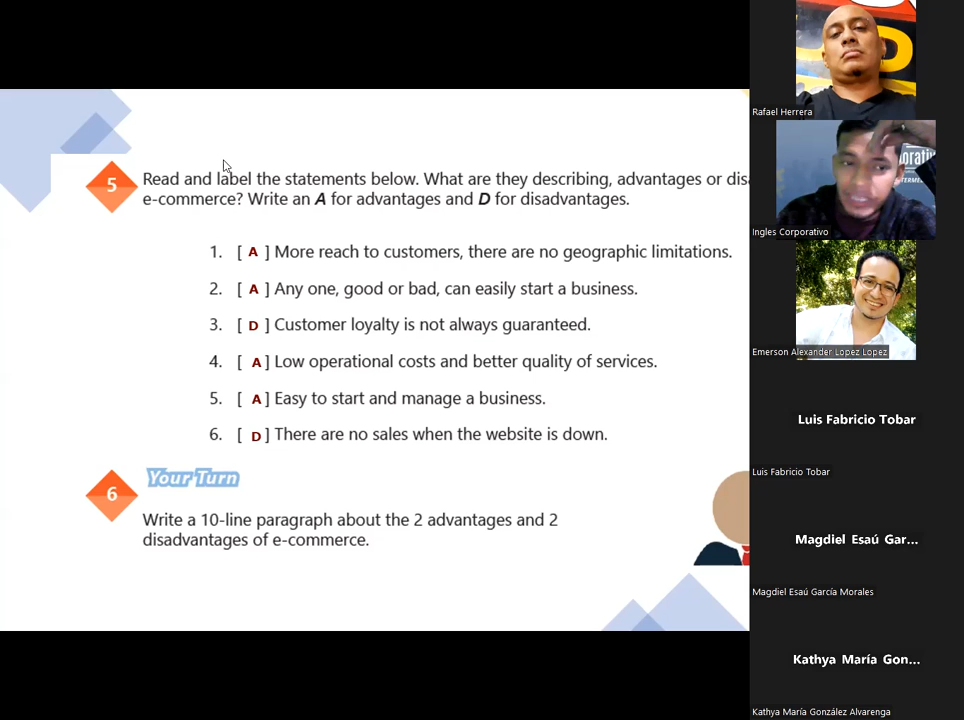 5
Read and label the statements below. What are they describing, advantages or disa
e-commerce? Write an A for advantages and D for disadvantages.
1. [ A ] More reach to customers, there are no geographic limitations.
2. [ A ] Any one, good or bad, can easily start a business.
3. [ D ] Customer loyalty is not always guaranteed.
4. [ A ] Low operational costs and better quality of services.
5. [ A ] Easy to start and manage a business.
6. [ D ] There are no sales when the website is down.
6
Your Turn
Write a 10-line paragraph about the 2 advantages and 2
disadvantages of e-commerce.
Rafael Herrera
Ingles Corporativo
Emerson Alexander Lopez Lopez
Luis Fabricio Tobar
Luis Fabricio Tobar
Magdiel Esaú Gar...
Magdiel Esaú García Morales
Kathya María Gon...
Kathya María González Alvarenga